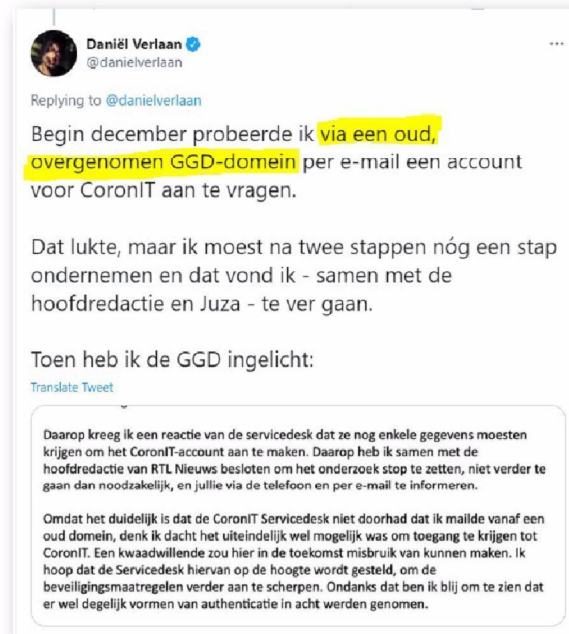 Daniël Verlaan
@danielverlaan
Replying to @danielverlaan
Begin december probeerde ik via een oud,
overgenomen GGD-domein per e-mail een account
voor CoronIT aan te vragen.
Dat lukte, maar ik moest na twee stappen nóg een stap
ondernemen en dat vond ik - samen met de
hoofdredactie en Juza - te ver gaan.
Toen heb ik de GGD ingelicht:
Translate Tweet
Daarop kreeg ik een reactie van de servicedesk dat ze nog enkele gegevens moesten
krijgen om het CoronIT-account aan te maken. Daarop heb ik samen met de
hoofdredactie van RTL Nieuws besloten om het onderzoek stop te zetten, niet verder te
gaan dan noodzakelijk, en jullie via de telefoon en per e-mail te informeren.
Omdat het duidelijk is dat de CoronIT Servicedesk niet doorhad dat ik mailde vanaf een
oud domein, denk ik dacht het uiteindelijk wel mogelijk was om toegang te krijgen tot
CoronIT. Een kwaadwillende zou hier in de toekomst misbruik van kunnen maken. Ik
hoop dat de Servicedesk hiervan op de hoogte wordt gesteld, om de
beveiligingsmaatregelen verder aan te scherpen. Ondanks dat ben ik blij om te zien dat
er wel degelijk vormen van authenticatie in acht werden genomen.